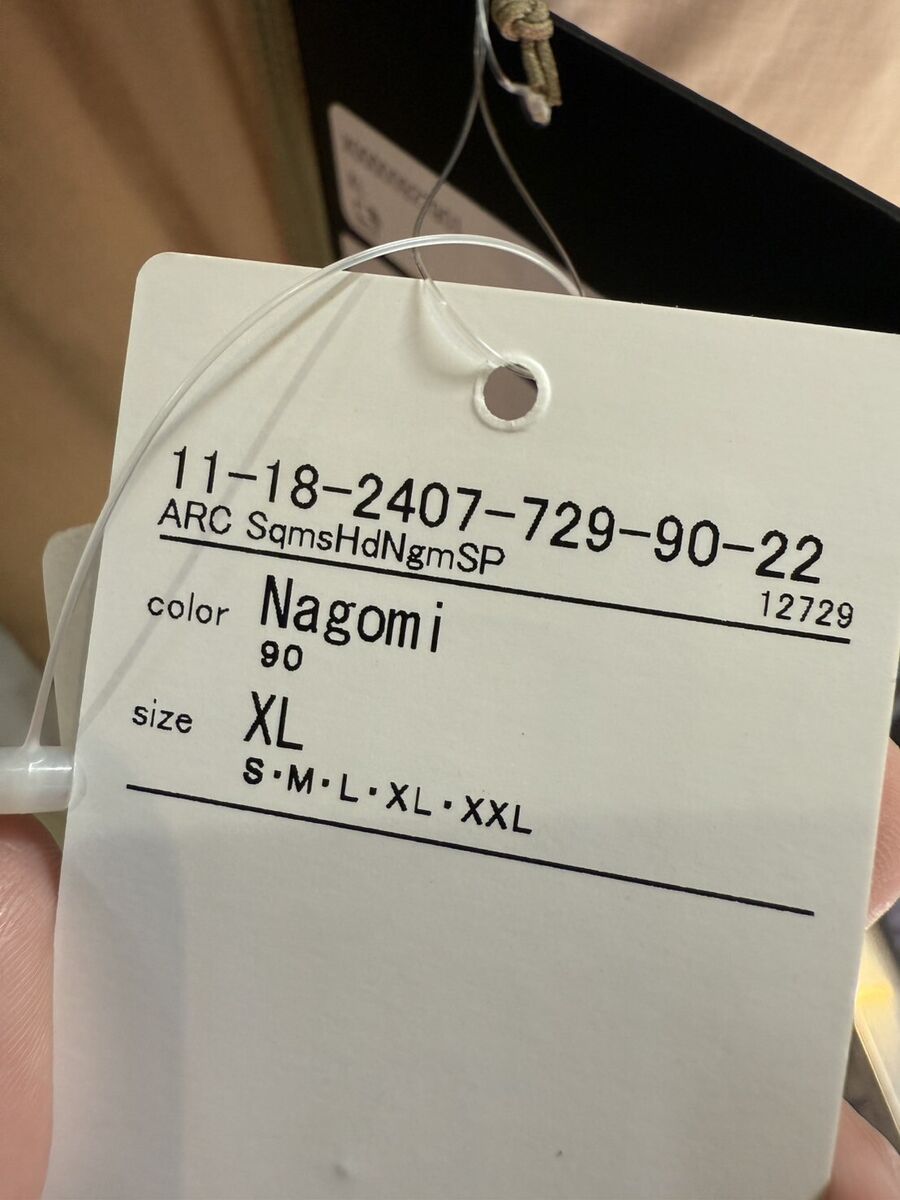 11-18-2407-729-90-22
ARC SqmsHdNgmSP
12729
color Nagomi
90
size XL
S・M・L・XL・XXL